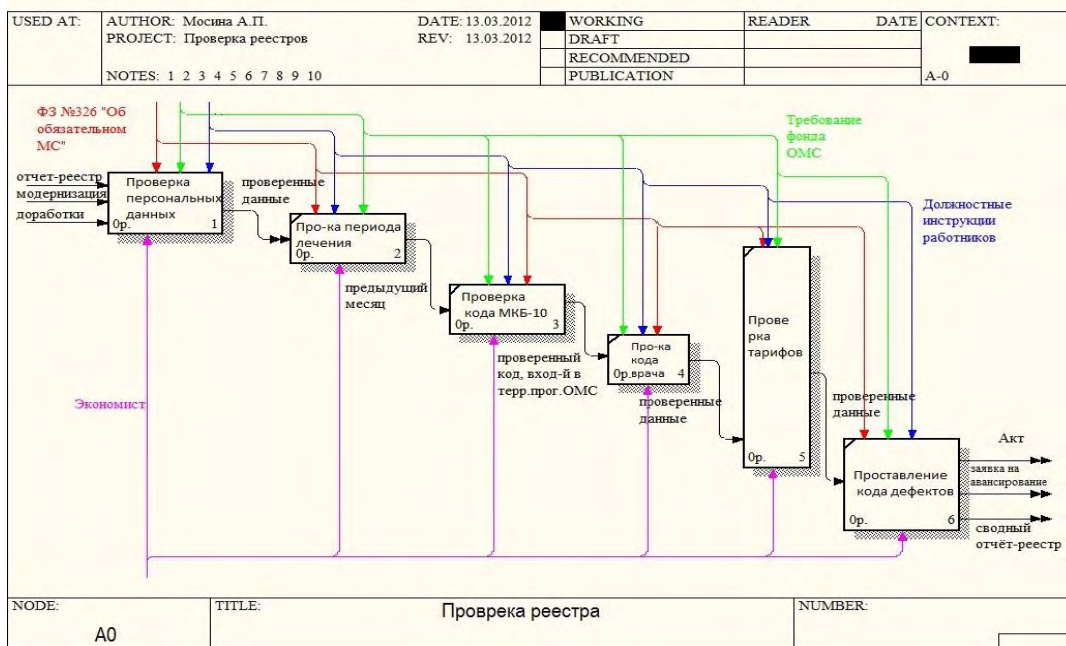 USED AT:
AUTHOR: Мосина А.П.
DATE: 13.03.2012
WORKING
READER
DATE
CONTEXT:
PROJECT: Проверка реестров
REV: 13.03.2012
DRAFT
RECOMMENDED
NOTES: 1 2 3 4 5 6 7 8 9 10
PUBLICATION
A-0
ФЗ №326 "Об
обязательном
МС"
Требование
фонда
ОМС
отчет-реестр
модернизация
доработки
Проверка
персональных
данных
0р.
1
проверенные
данные
Про-ка периода
лечения
0р.
2
Должностные
инструкции
работников
предыдущий
месяц
Проверка
кода МКБ-10
0р.
3
Прове
рка
тарифов
0р.
5
Про-ка
кода
врача
0р.
4
проверенный
код, вход-й в
терр.прог.ОМС
проверенные
данные
проверенные
данные
Экономист
Проставление
кода дефектов
0р.
6
Акт
заявка на
авансирование
сводный
отчёт-реестр
NODE:
TITLE:
Проврека реестра
NUMBER:
A0